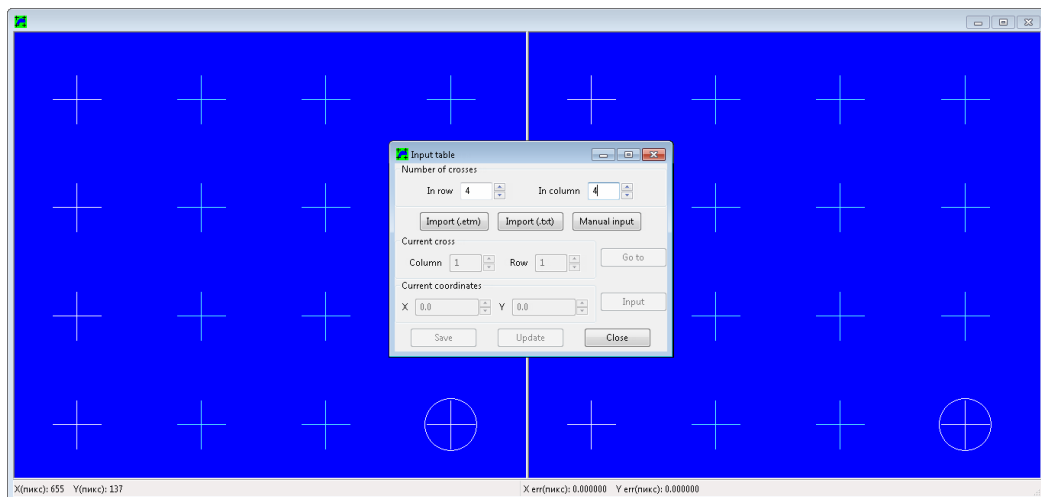 Input table
Number of crosses
In row 4 In column 4
Import (.etm) Import (.txt) Manual input
Current cross
Column 1 Row 1 Go to
Current coordinates
X 0.0 Y 0.0 Input
Save Update Close
X(пикс): 655 Y(пикс): 137 X err(пикс): 0.000000 Y err(пикс): 0.000000